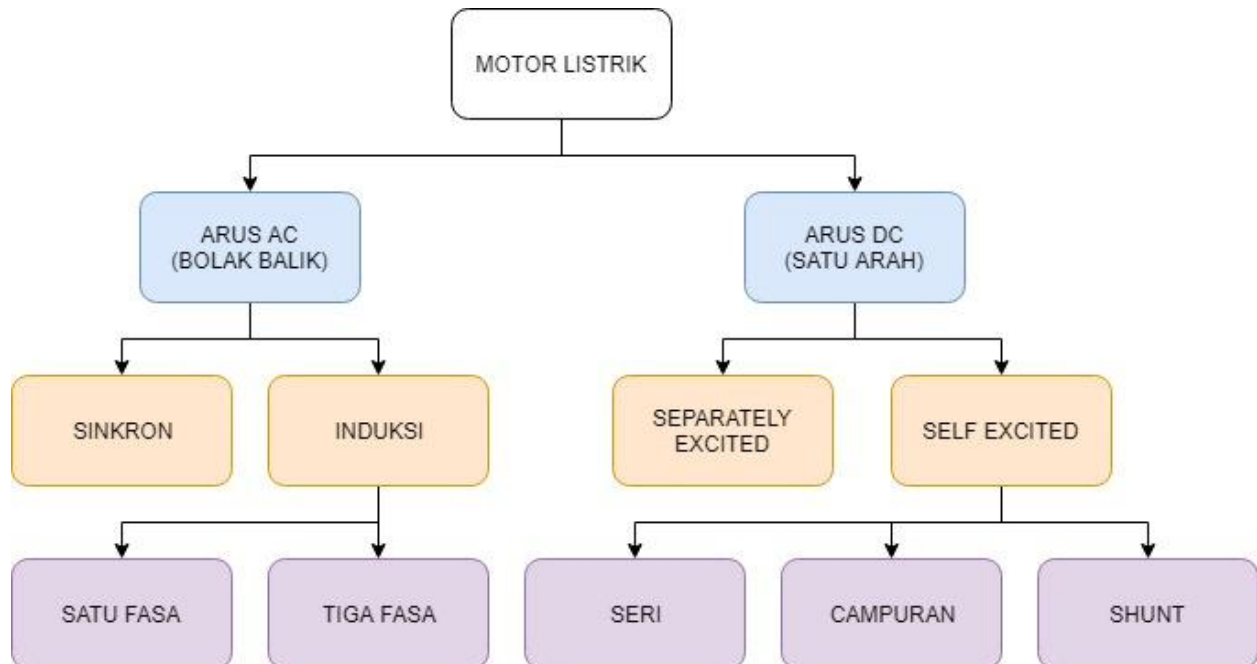 MOTOR LISTRIK
ARUS AC
(BOLAK BALIK)
ARUS DC
(SATU ARAH)
SINKRON
INDUKSI
SEPARATELY
EXCITED
SELF EXCITED
SATU FASA
TIGA FASA
SERI
CAMPURAN
SHUNT